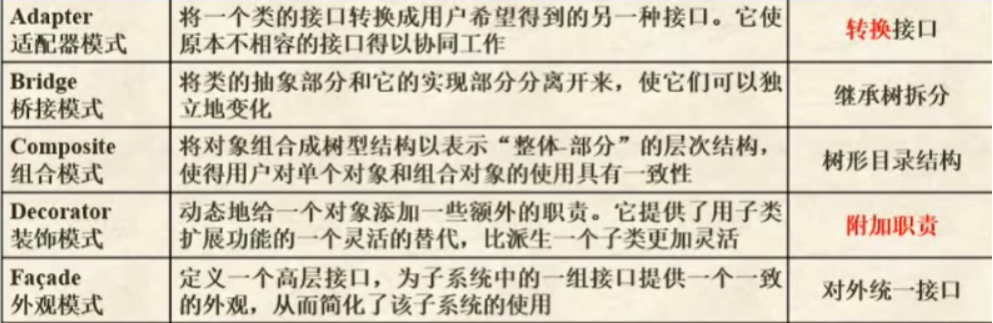 Adapter
适配器模式
将一个类的接口转换成用户希望得到的另一种接口。它使
原本不相容的接口得以协同工作
转换接口
Bridge
桥接模式
将类的抽象部分和它的实现部分分离开来，使它们可以独
立地变化
继承树拆分
Composite
组合模式
将对象组合成树型结构以表示“整体-部分”的层次结构，
使得用户对单个对象和组合对象的使用具有一致性
树形目录结构
Decorator
装饰模式
动态地给一个对象添加一些额外的职责。它提供了用子类
扩展功能的一个灵活的替代，比派生一个子类更加灵活
附加职责
Façade
外观模式
定义一个高层接口，为子系统中的一组接口提供一个一致
的外观，从而简化了该子系统的使用
对外统一接口